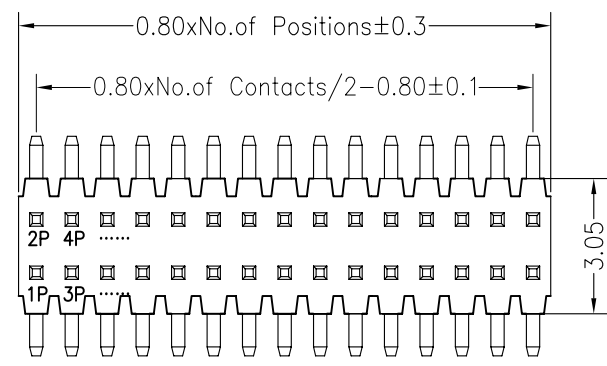 0.80xNo.of Positions±0.3
0.80xNo.of Contacts/2-0.80±0.1
3.05
2P 4P ......
1P 3P ......